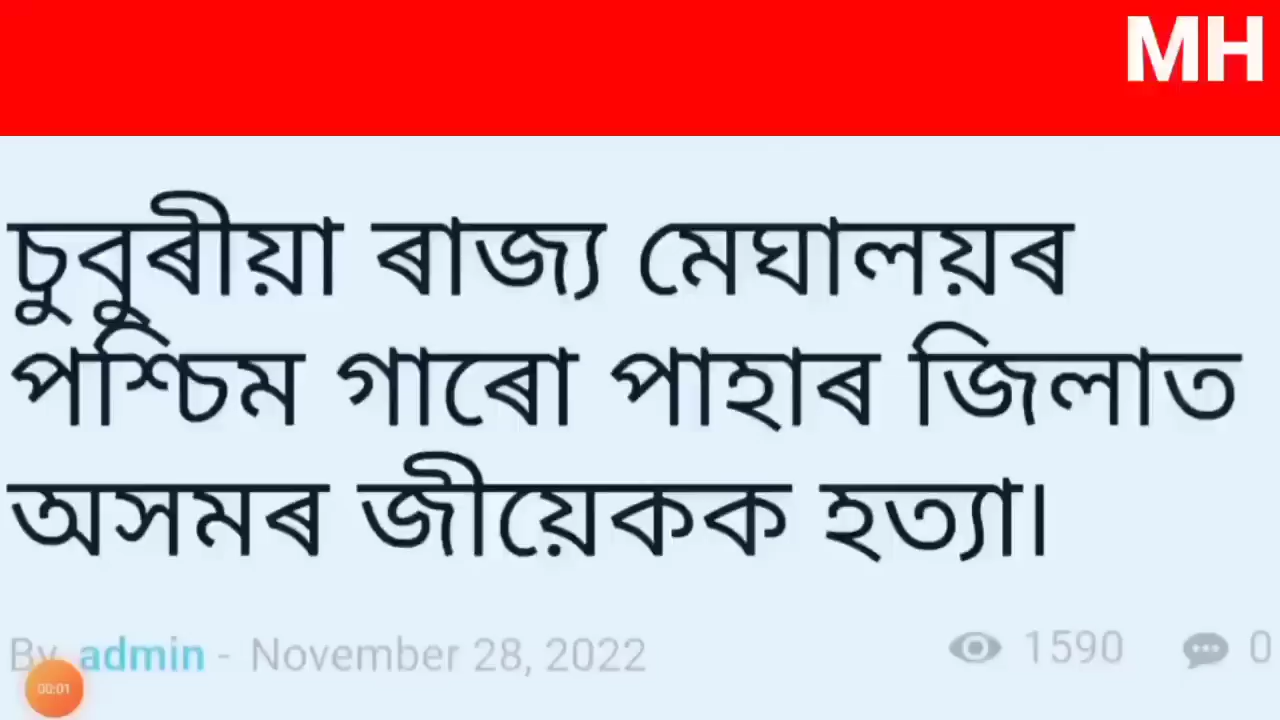 MH
চুবুৰীয়া ৰাজ্য মেঘালয়ৰ
পশ্চিম গাৰো পাহাৰ জিলাত
অসমৰ জীয়েকক হত্যা।
By admin - November 28, 2022 1590 0
00:01